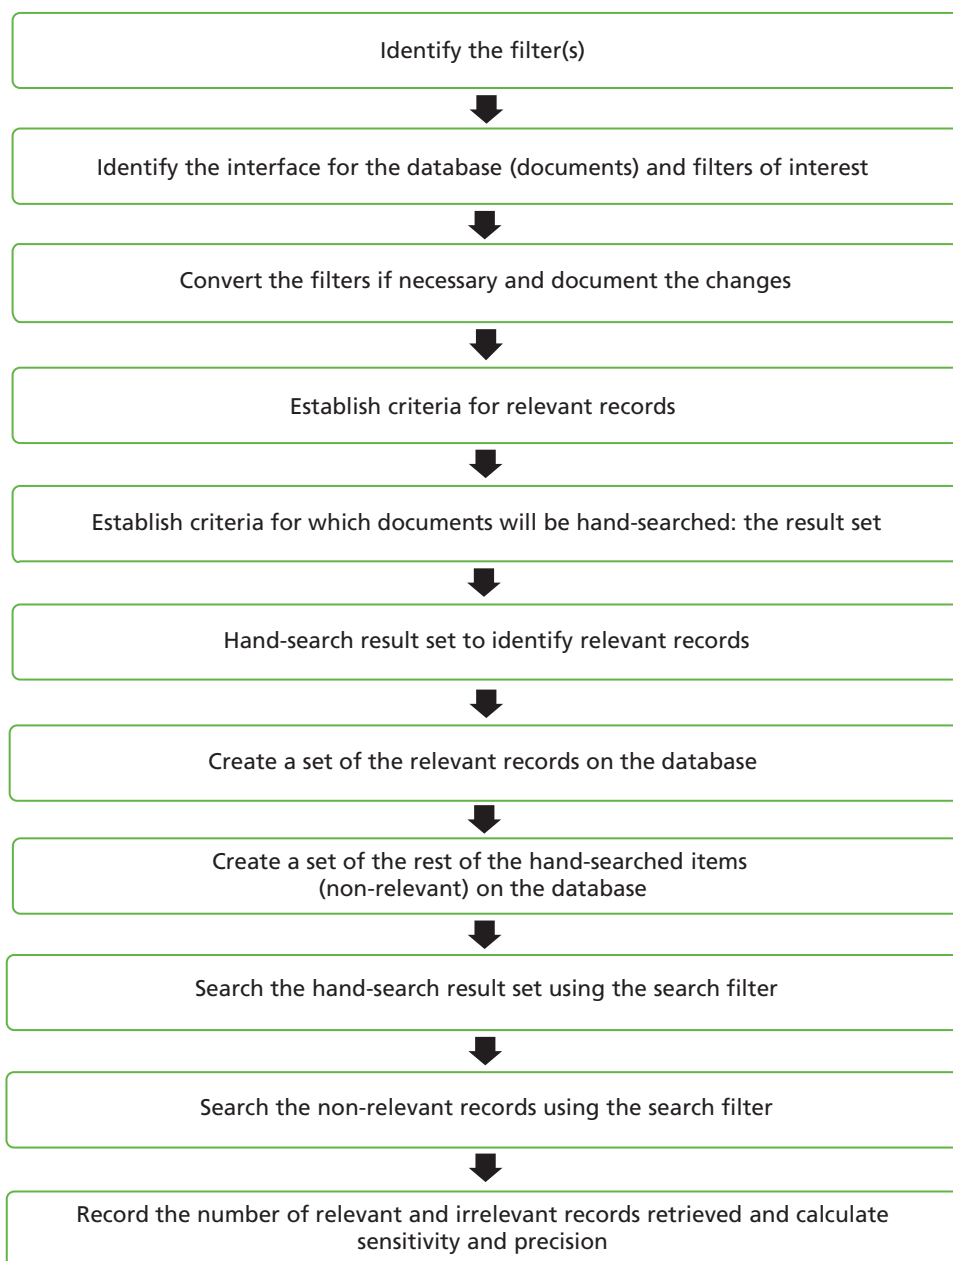 Identify the filter(s)
Identify the interface for the database (documents) and filters of interest
Convert the filters if necessary and document the changes
Establish criteria for relevant records
Establish criteria for which documents will be hand-searched: the result set
Hand-search result set to identify relevant records
Create a set of the relevant records on the database
Create a set of the rest of the hand-searched items
(non-relevant) on the database
Search the hand-search result set using the search filter
Search the non-relevant records using the search filter
Record the number of relevant and irrelevant records retrieved and calculate
sensitivity and precision